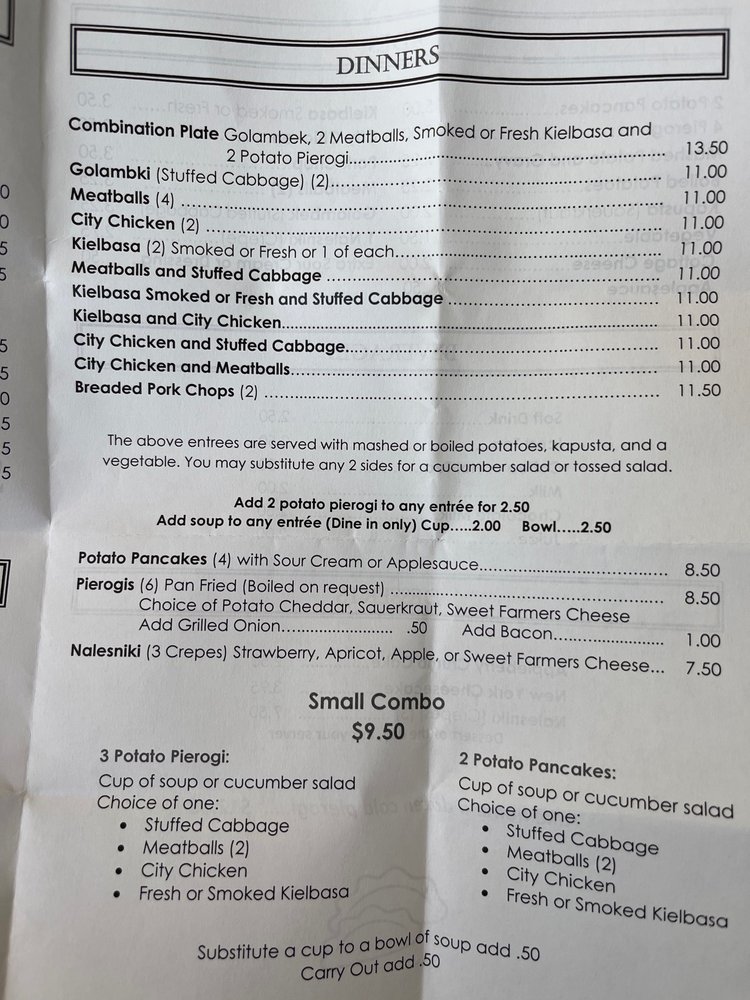 DINNERS
Combination Plate Golambek, 2 Meatballs, Smoked or Fresh Kielbasa and
2 Potato Pierogi.......... 13.50
Golambki (Stuffed Cabbage) (2).......... 11.00
Meatballs (4) .......... 11.00
City Chicken (2) .......... 11.00
Kielbasa (2) Smoked or Fresh or 1 of each.......... 11.00
Meatballs and Stuffed Cabbage .......... 11.00
Kielbasa Smoked or Fresh and Stuffed Cabbage .......... 11.00
Kielbasa and City Chicken.......... 11.00
City Chicken and Stuffed Cabbage.......... 11.00
City Chicken and Meatballs.......... 11.00
Breaded Pork Chops (2) .......... 11.50
The above entrees are served with mashed or boiled potatoes, kapusta, and a
vegetable. You may substitute any 2 sides for a cucumber salad or tossed salad.
Add 2 potato pierogi to any entrée for 2.50
Add soup to any entrée (Dine in only) Cup.....2.00 Bowl.....2.50
Potato Pancakes (4) with Sour Cream or Applesauce.......... 8.50
Pierogis (6) Pan Fried (Boiled on request) .......... 8.50
Choice of Potato Cheddar, Sauerkraut, Sweet Farmers Cheese
Add Grilled Onion.......... .50 Add Bacon.......... 1.00
Nalesniki (3 Crepes) Strawberry, Apricot, Apple, or Sweet Farmers Cheese... 7.50
Small Combo
$9.50
3 Potato Pierogi:
Cup of soup or cucumber salad
Choice of one:
• Stuffed Cabbage
• Meatballs (2)
• City Chicken
• Fresh or Smoked Kielbasa
2 Potato Pancakes:
Cup of soup or cucumber salad
Choice of one:
• Stuffed Cabbage
• Meatballs (2)
• City Chicken
• Fresh or Smoked Kielbasa
Substitute a cup to a bowl of soup add .50
Carry Out add .50